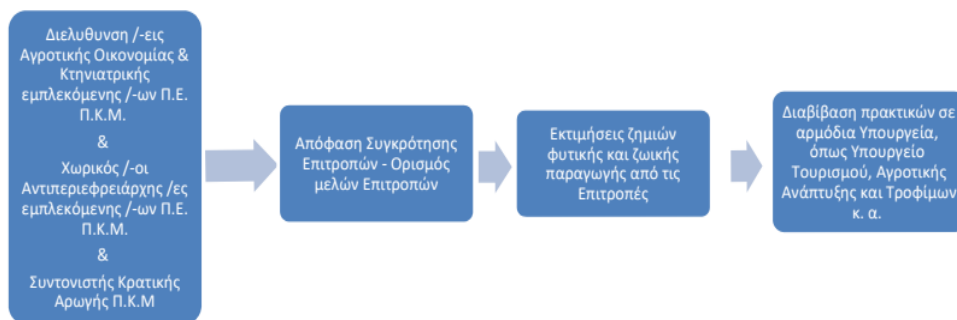 Διελυθυνση /-εις
Αγροτικής Οικονομίας &
Κτηνιατρικής
εμπλεκόμενης /-ων Π.Ε.
Π.Κ.Μ.
&
Χωρικός /-οι
Αντιπεριεφρειάρχης /ες
εμπλεκόμενης /-ων Π.Ε.
Π.Κ.Μ.
&
Συντονιστής Κρατικής
Αρωγής Π.Κ.Μ
Απόφαση Συγκρότησης
Επιτροπών - Ορισμός
μελών Επιτροπών
Εκτιμήσεις ζημιών
φυτικής και ζωικής
παραγωγής από τις
Επιτροπές
Διαβίβαση πρακτικών σε
αρμόδια Υπουργεία,
όπως Υπουργείο
Τουρισμού, Αγροτικής
Ανάπτυξης και Τροφίμων
κ. α.